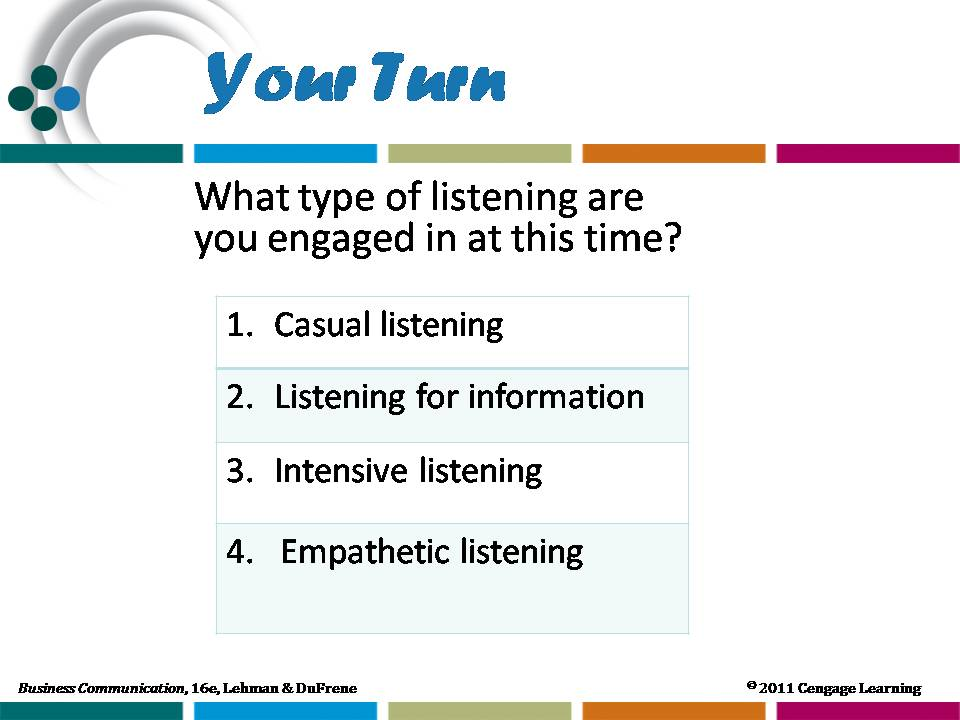 Your Turn
What type of listening are
you engaged in at this time?
1. Casual listening
2. Listening for information
3. Intensive listening
4. Empathetic listening
Business Communication, 16e, Lehman & DuFrene
© 2011 Cengage Learning